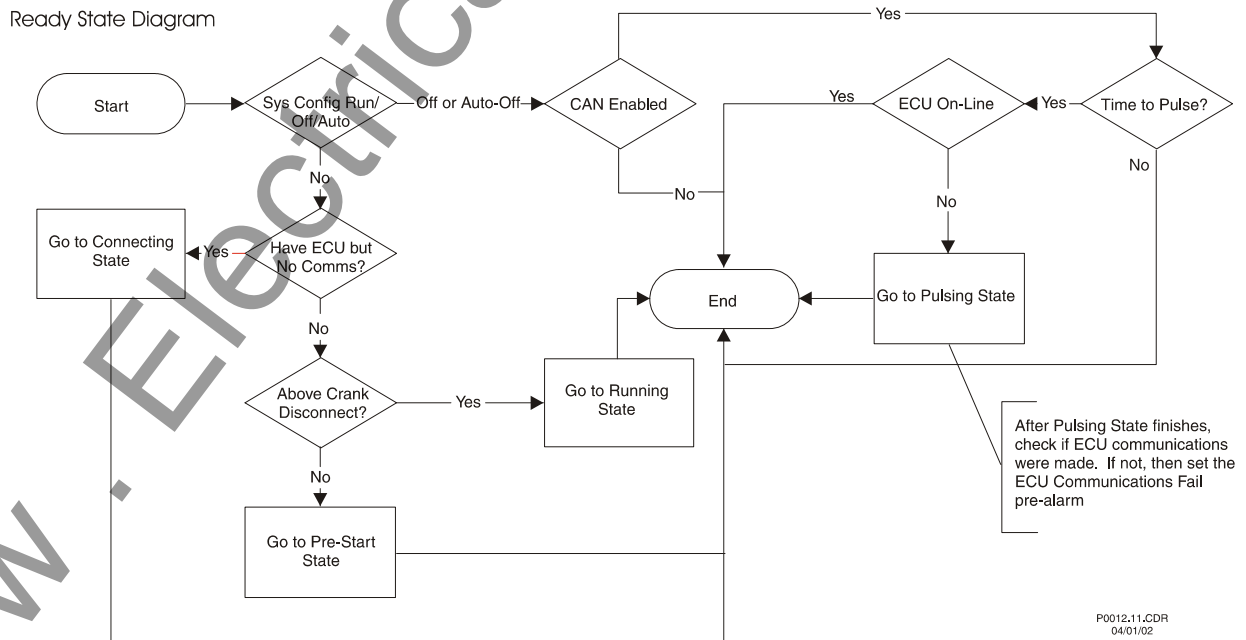 Ready State Diagram
Start
Sys Config Run/
Off/Auto
Off or Auto-Off
CAN Enabled
Yes
Time to Pulse?
Yes
ECU On-Line
Yes
No
No
No
No
Go to Connecting
State
Yes
Have ECU but
No Comms?
No
End
Go to Pulsing State
Above Crank
Disconnect?
Yes
Go to Running
State
No
Go to Pre-Start
State
After Pulsing State finishes,
check if ECU communications
were made. If not, then set the
ECU Communications Fail
pre-alarm
P0012.11.CDR
04/01/02
w . Electrica